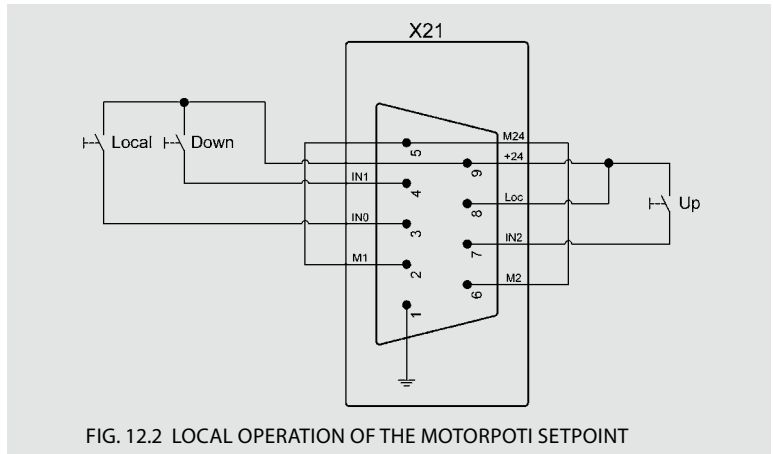 X21
Local
Down
Up
M24
+24
IN1
Loc
IN0
IN2
M1
M2
5
9
4
8
3
7
2
6
1
FIG. 12.2 LOCAL OPERATION OF THE MOTORPOTI SETPOINT